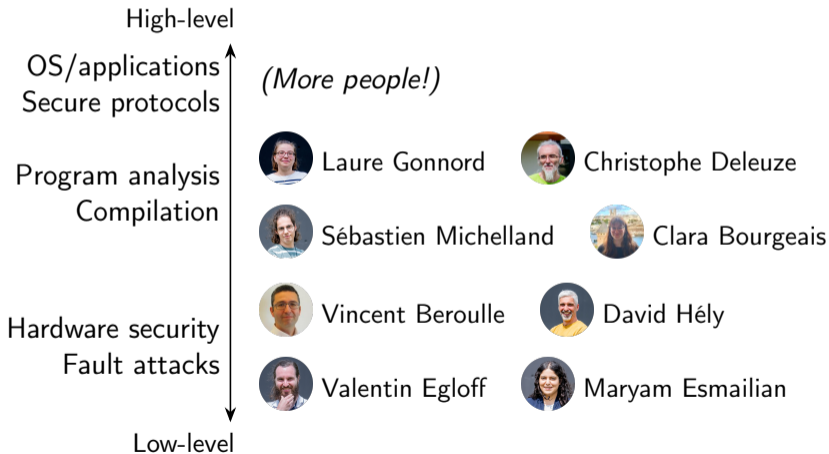 High-level
OS/applications
Secure protocols
(More people!)
Program analysis
Compilation
Laure Gonnord
Christophe Deleuze
Sébastien Michelland
Clara Bourgeais
Hardware security
Fault attacks
Vincent Beroulle
David Hély
Valentin Egloff
Maryam Esmailian
Low-level